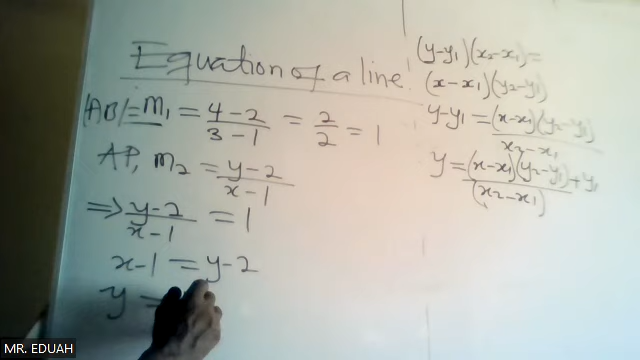 Equation of a line.
|AB| = m₁ = (4-2)/(3-1) = 2/2 = 1
AP, m₂ = (y-2)/(x-1)
⇒ (y-2)/(x-1) = 1
x-1 = y-2
y =
(y-y₁)(x₂-x₁) =
(x-x₁)(y₂-y₁)
y-y₁ = (x-x₁)(y₂-y₁)/(x₂-x₁)
y = (x-x₁)(y₂-y₁)/(x₂-x₁) + y₁
MR. EDUAH